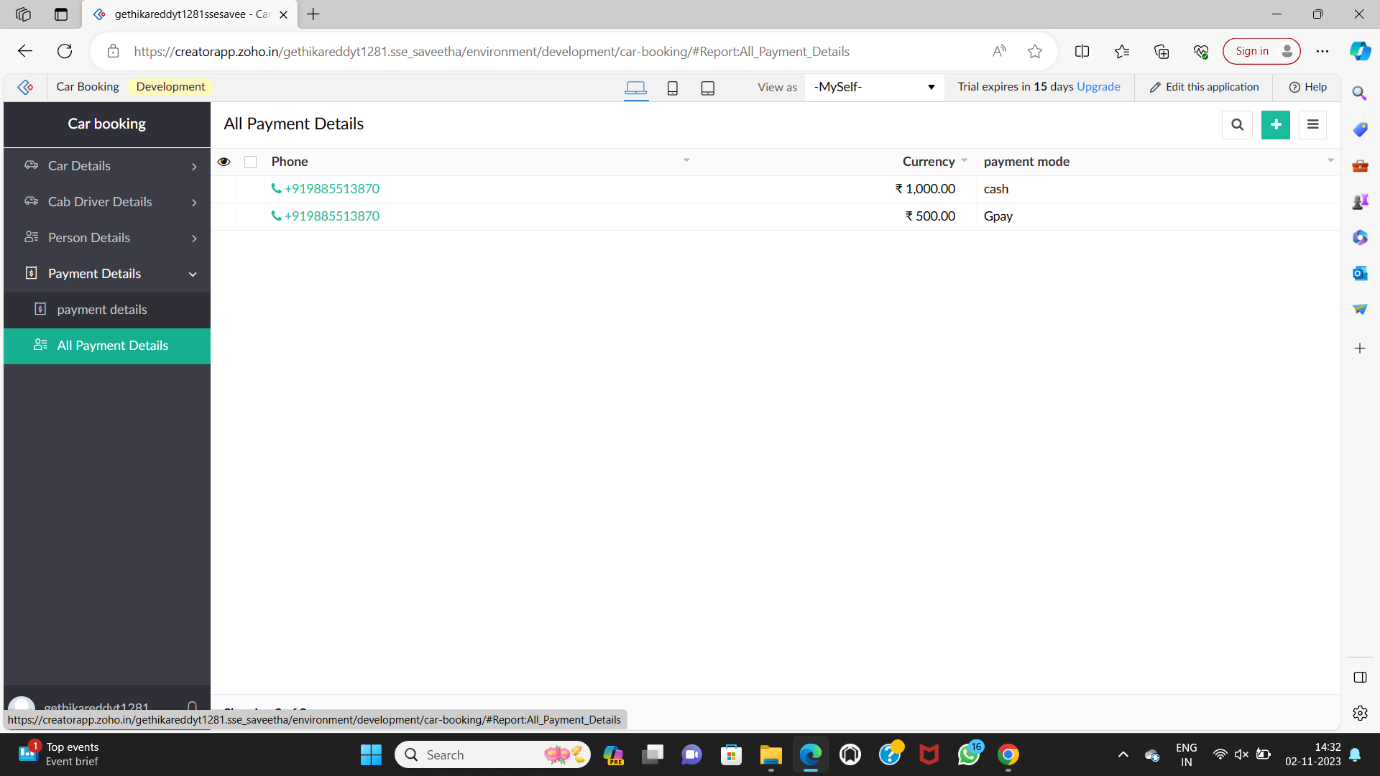 gethikareddyt1281ssesavee - Car
https://creatorapp.zoho.in/gethikareddyt1281.sse_saveetha/environment/development/car-booking/#Report:All_Payment_Details
Sign in
Car Booking Development View as -MySelf- Trial expires in 15 days Upgrade Edit this application Help
Car booking
All Payment Details
Phone Currency payment mode
Car Details
+919885513870 ₹ 1,000.00 cash
Cab Driver Details
+919885513870 ₹ 500.00 Gpay
Person Details
Payment Details
payment details
All Payment Details
gethikareddyt1281
https://creatorapp.zoho.in/gethikareddyt1281.sse_saveetha/environment/development/car-booking/#Report:All_Payment_Details
1 Top events
Event brief
Search
PRE
16
ENG
IN
14:32
02-11-2023